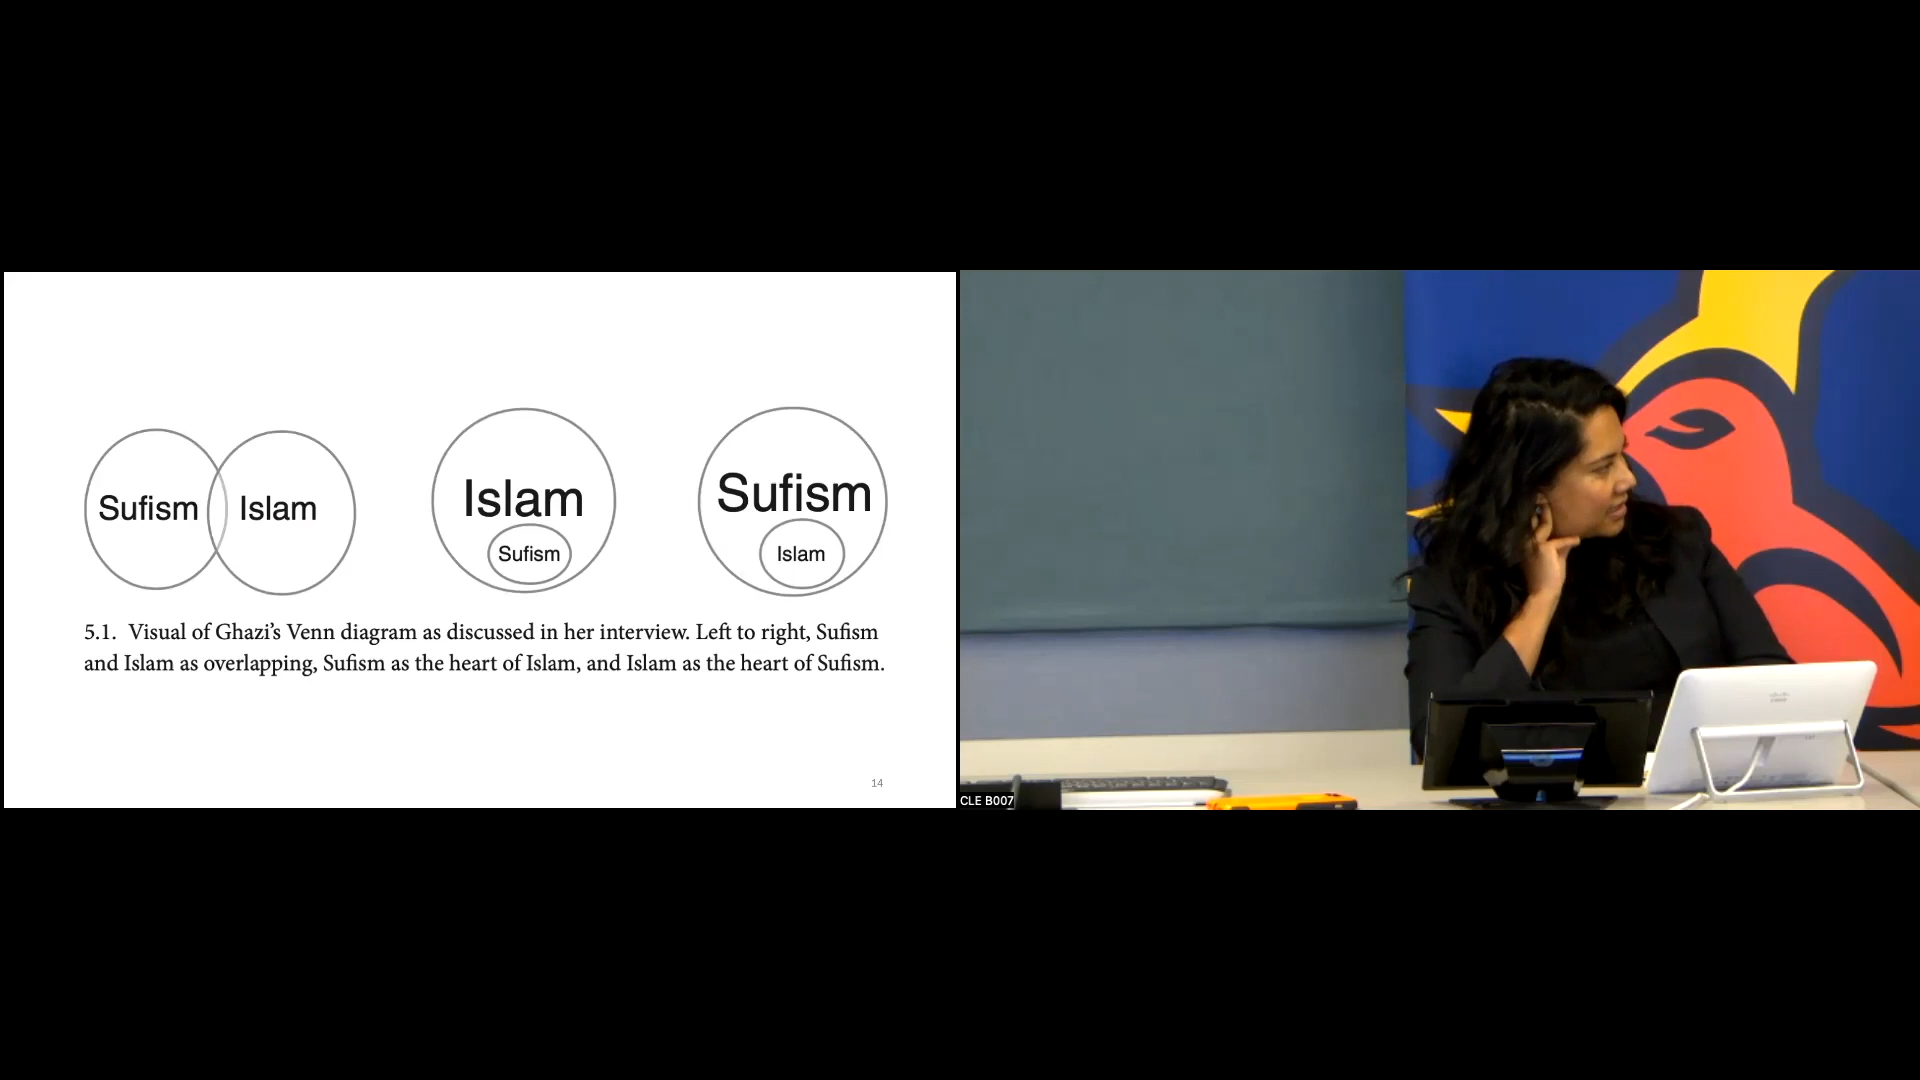 Sufism Islam
Islam
Sufism
Sufism
Islam
5.1. Visual of Ghazi’s Venn diagram as discussed in her interview. Left to right, Sufism
and Islam as overlapping, Sufism as the heart of Islam, and Islam as the heart of Sufism.
14
CLE B007